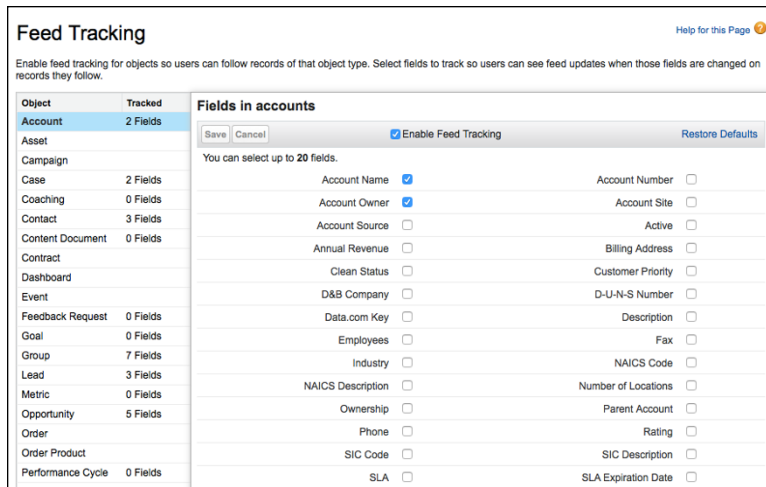 Feed Tracking
Help for this Page
Enable feed tracking for objects so users can follow records of that object type. Select fields to track so users can see feed updates when those fields are changed on
records they follow.
Object Tracked
Account 2 Fields
Asset
Campaign
Case 2 Fields
Coaching 0 Fields
Contact 3 Fields
Content Document 0 Fields
Contract
Dashboard
Event
Feedback Request 0 Fields
Goal 0 Fields
Group 7 Fields
Lead 3 Fields
Metric 0 Fields
Opportunity 5 Fields
Order
Order Product
Performance Cycle 0 Fields
Fields in accounts
Save Cancel Enable Feed Tracking Restore Defaults
You can select up to 20 fields.
Account Name Account Number
Account Owner Account Site
Account Source Active
Annual Revenue Billing Address
Clean Status Customer Priority
D&B Company D-U-N-S Number
Data.com Key Description
Employees Fax
Industry NAICS Code
NAICS Description Number of Locations
Ownership Parent Account
Phone Rating
SIC Code SIC Description
SLA SLA Expiration Date